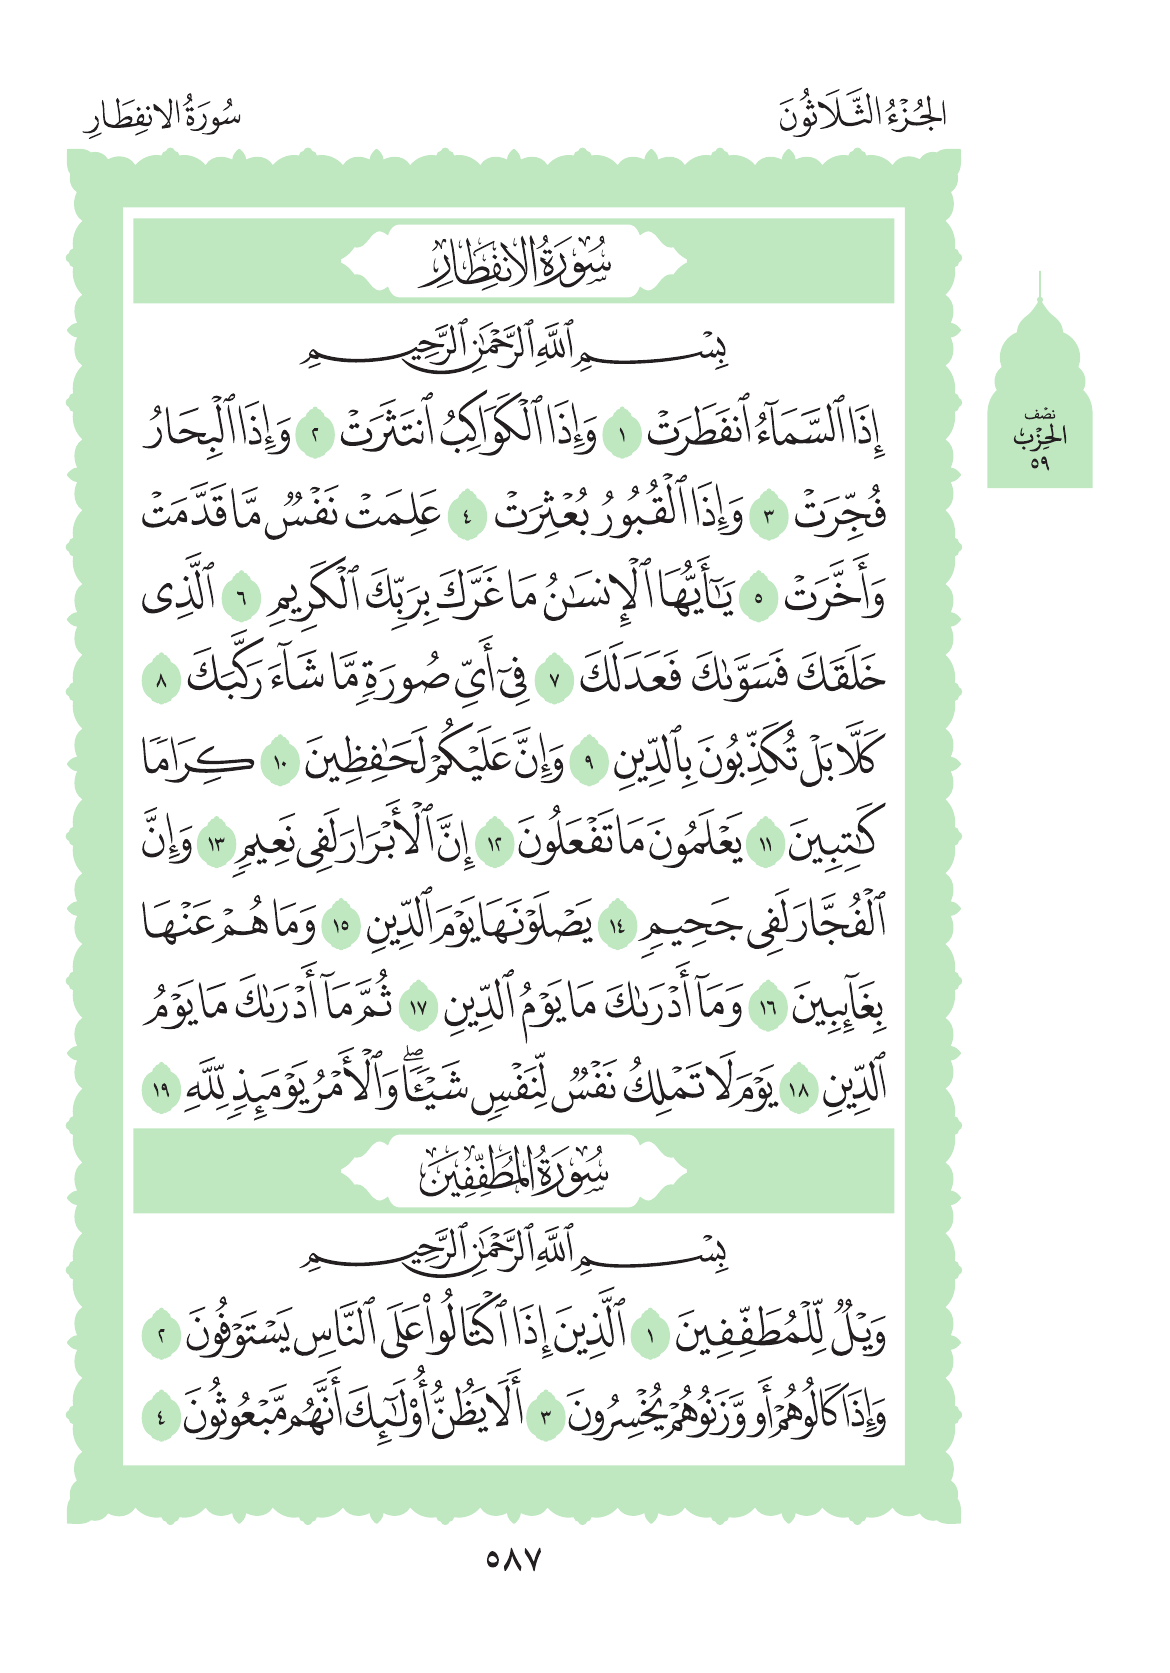 الجُزْءُ الثَّلَاثُونَ
سُورَةُ الانفِطَارِ
سُورَةُ الانفِطَارِ
بِسْمِ ٱللَّهِ ٱلرَّحْمَٰنِ ٱلرَّحِيمِ
إِذَا ٱلسَّمَآءُ ٱنفَطَرَتْ ١ وَإِذَا ٱلْكَوَاكِبُ ٱنتَثَرَتْ ٢ وَإِذَا ٱلْبِحَارُ
نصف
الحِزْب
٥٩
فُجِّرَتْ ٣ وَإِذَا ٱلْقُبُورُ بُعْثِرَتْ ٤ عَلِمَتْ نَفْسٌ مَّا قَدَّمَتْ
وَأَخَّرَتْ ٥ يَٰٓأَيُّهَا ٱلْإِنسَٰنُ مَا غَرَّكَ بِرَبِّكَ ٱلْكَرِيمِ ٦ ٱلَّذِى
خَلَقَكَ فَسَوَّىٰكَ فَعَدَلَكَ ٧ فِىٓ أَىِّ صُورَةٍ مَّا شَآءَ رَكَّبَكَ ٨
كَلَّا بَلْ تُكَذِّبُونَ بِٱلدِّينِ ٩ وَإِنَّ عَلَيْكُمْ لَحَٰفِظِينَ ١٠ كِرَامًا
كَٰتِبِينَ ١١ يَعْلَمُونَ مَا تَفْعَلُونَ ١٢ إِنَّ ٱلْأَبْرَارَ لَفِى نَعِيمٍ ١٣ وَإِنَّ
ٱلْفُجَّارَ لَفِى جَحِيمٍ ١٤ يَصْلَوْنَهَا يَوْمَ ٱلدِّينِ ١٥ وَمَا هُمْ عَنْهَا
بِغَآئِبِينَ ١٦ وَمَآ أَدْرَىٰكَ مَا يَوْمُ ٱلدِّينِ ١٧ ثُمَّ مَآ أَدْرَىٰكَ مَا يَوْمُ
ٱلدِّينِ ١٨ يَوْمَ لَا تَمْلِكُ نَفْسٌ لِّنَفْسٍ شَيْـًٔاۖ وَٱلْأَمْرُ يَوْمَئِذٍ لِّلَّهِ ١٩
سُورَةُ المُطَفِّفِينَ
بِسْمِ ٱللَّهِ ٱلرَّحْمَٰنِ ٱلرَّحِيمِ
وَيْلٌ لِّلْمُطَفِّفِينَ ١ ٱلَّذِينَ إِذَا ٱكْتَالُوا۟ عَلَى ٱلنَّاسِ يَسْتَوْفُونَ ٢
وَإِذَا كَالُوهُمْ أَو وَّزَنُوهُمْ يُخْسِرُونَ ٣ أَلَا يَظُنُّ أُو۟لَٰٓئِكَ أَنَّهُم مَّبْعُوثُونَ ٤
٥٨٧